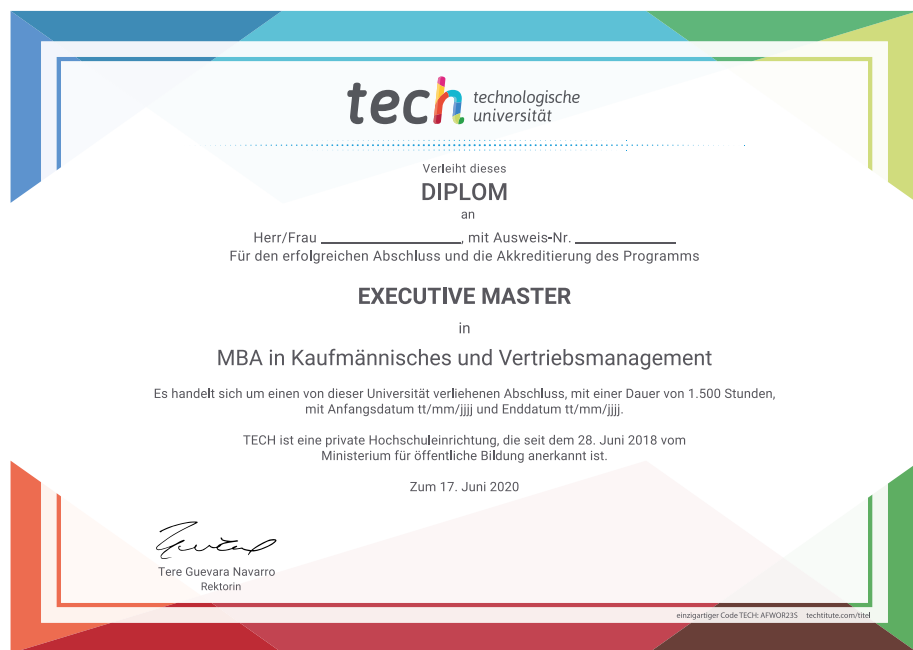 tech technologische
universität
Verleiht dieses
DIPLOM
an
Herr/Frau ____________________, mit Ausweis-Nr. ______________
Für den erfolgreichen Abschluss und die Akkreditierung des Programms
EXECUTIVE MASTER
in
MBA in Kaufmännisches und Vertriebsmanagement
Es handelt sich um einen von dieser Universität verliehenen Abschluss, mit einer Dauer von 1.500 Stunden,
mit Anfangsdatum tt/mm/jjjj und Enddatum tt/mm/jjjj.
TECH ist eine private Hochschuleinrichtung, die seit dem 28. Juni 2018 vom
Ministerium für öffentliche Bildung anerkannt ist.
Zum 17. Juni 2020
Tere Guevara Navarro
Rektorin
einzigartiger Code TECH: AFWOR23S techtitute.com/titel